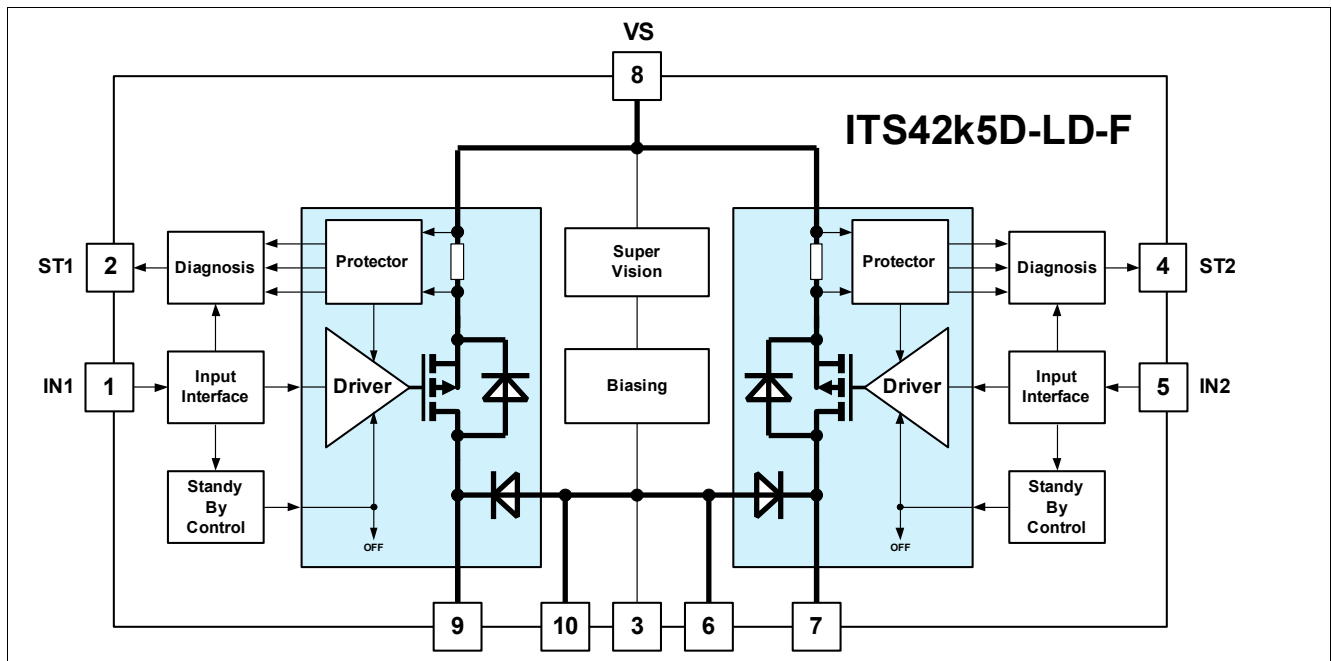 VS
8
ITS42k5D-LD-F
ST1
2
Diagnosis
Protector
Super
Vision
Protector
Diagnosis
4
ST2
IN1
1
Input
Interface
Driver
Biasing
Driver
Input
Interface
5
IN2
Standy
By
Control
OFF
OFF
Standy
By
Control
9
10
3
6
7